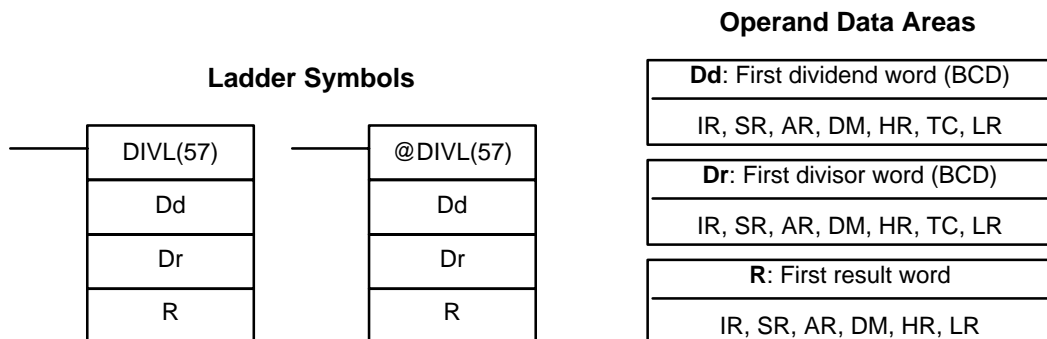 Ladder Symbols
DIVL(57)
Dd
Dr
R
@DIVL(57)
Dd
Dr
R
Operand Data Areas
Dd: First dividend word (BCD)
IR, SR, AR, DM, HR, TC, LR
Dr: First divisor word (BCD)
IR, SR, AR, DM, HR, TC, LR
R: First result word
IR, SR, AR, DM, HR, LR